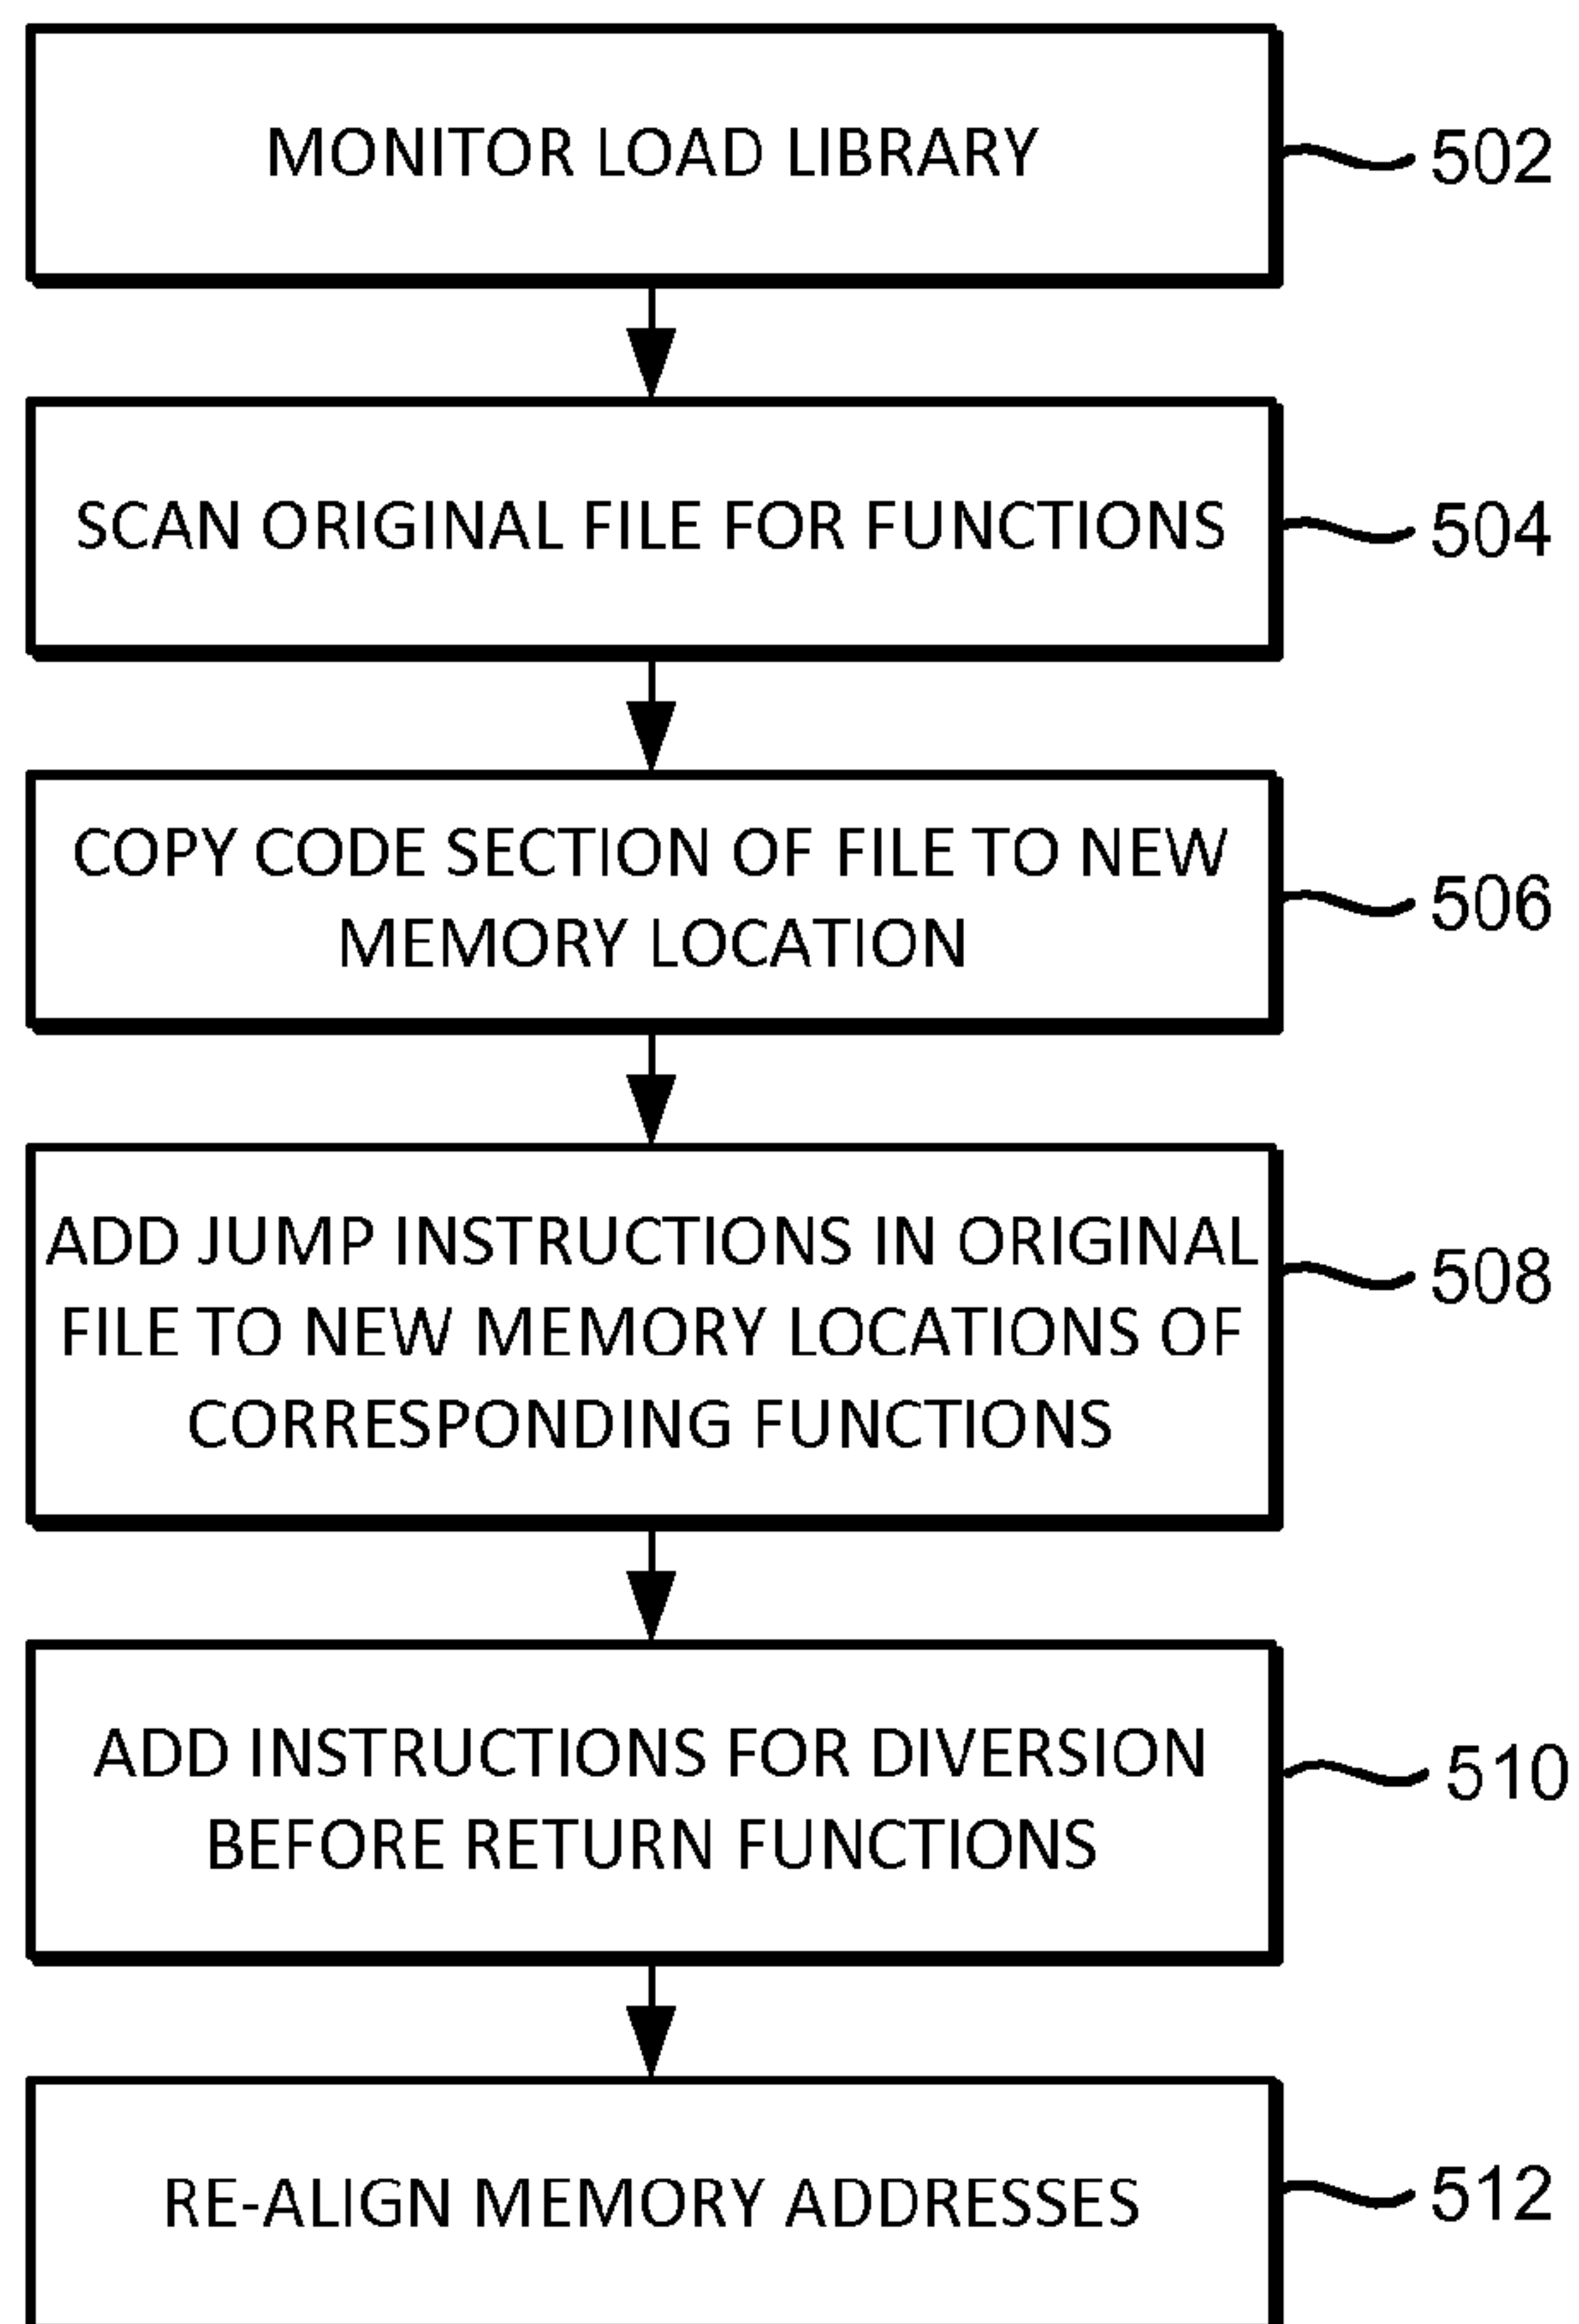 MONITOR LOAD LIBRARY
502
SCAN ORIGINAL FILE FOR FUNCTIONS
504
COPY CODE SECTION OF FILE TO NEW
MEMORY LOCATION
506
ADD JUMP INSTRUCTIONS IN ORIGINAL
FILE TO NEW MEMORY LOCATIONS OF
CORRESPONDING FUNCTIONS
508
ADD INSTRUCTIONS FOR DIVERSION
BEFORE RETURN FUNCTIONS
510
RE-ALIGN MEMORY ADDRESSES
512